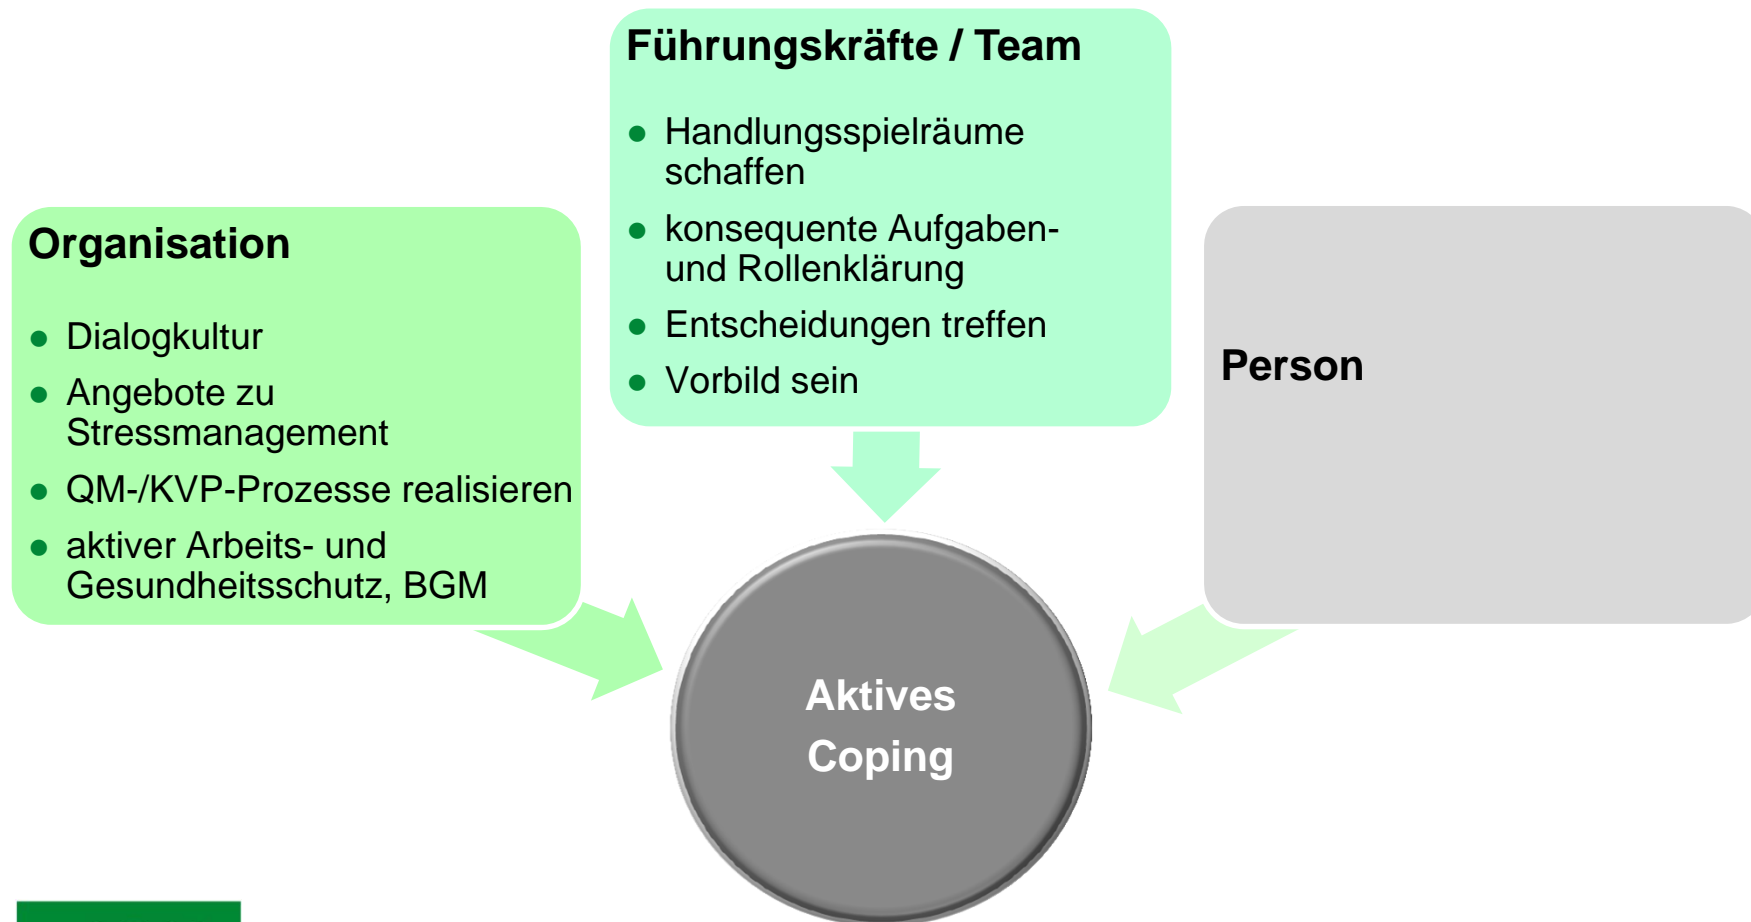 Führungskräfte / Team
● Handlungsspielräume
schaffen
● konsequente Aufgaben-
und Rollenklärung
● Entscheidungen treffen
● Vorbild sein
Organisation
● Dialogkultur
● Angebote zu
Stressmanagement
● QM-/KVP-Prozesse realisieren
● aktiver Arbeits- und
Gesundheitsschutz, BGM
Person
Aktives
Coping